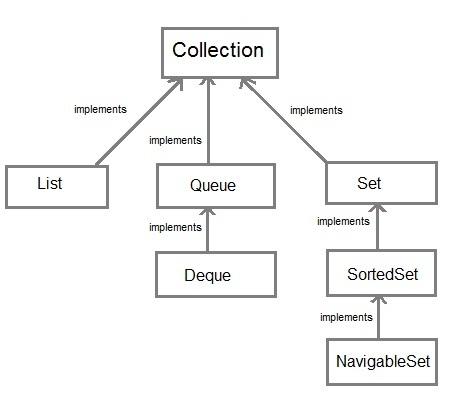 Collection
implements
implements
implements
List
Queue
Set
implements
implements
Deque
SortedSet
implements
NavigableSet